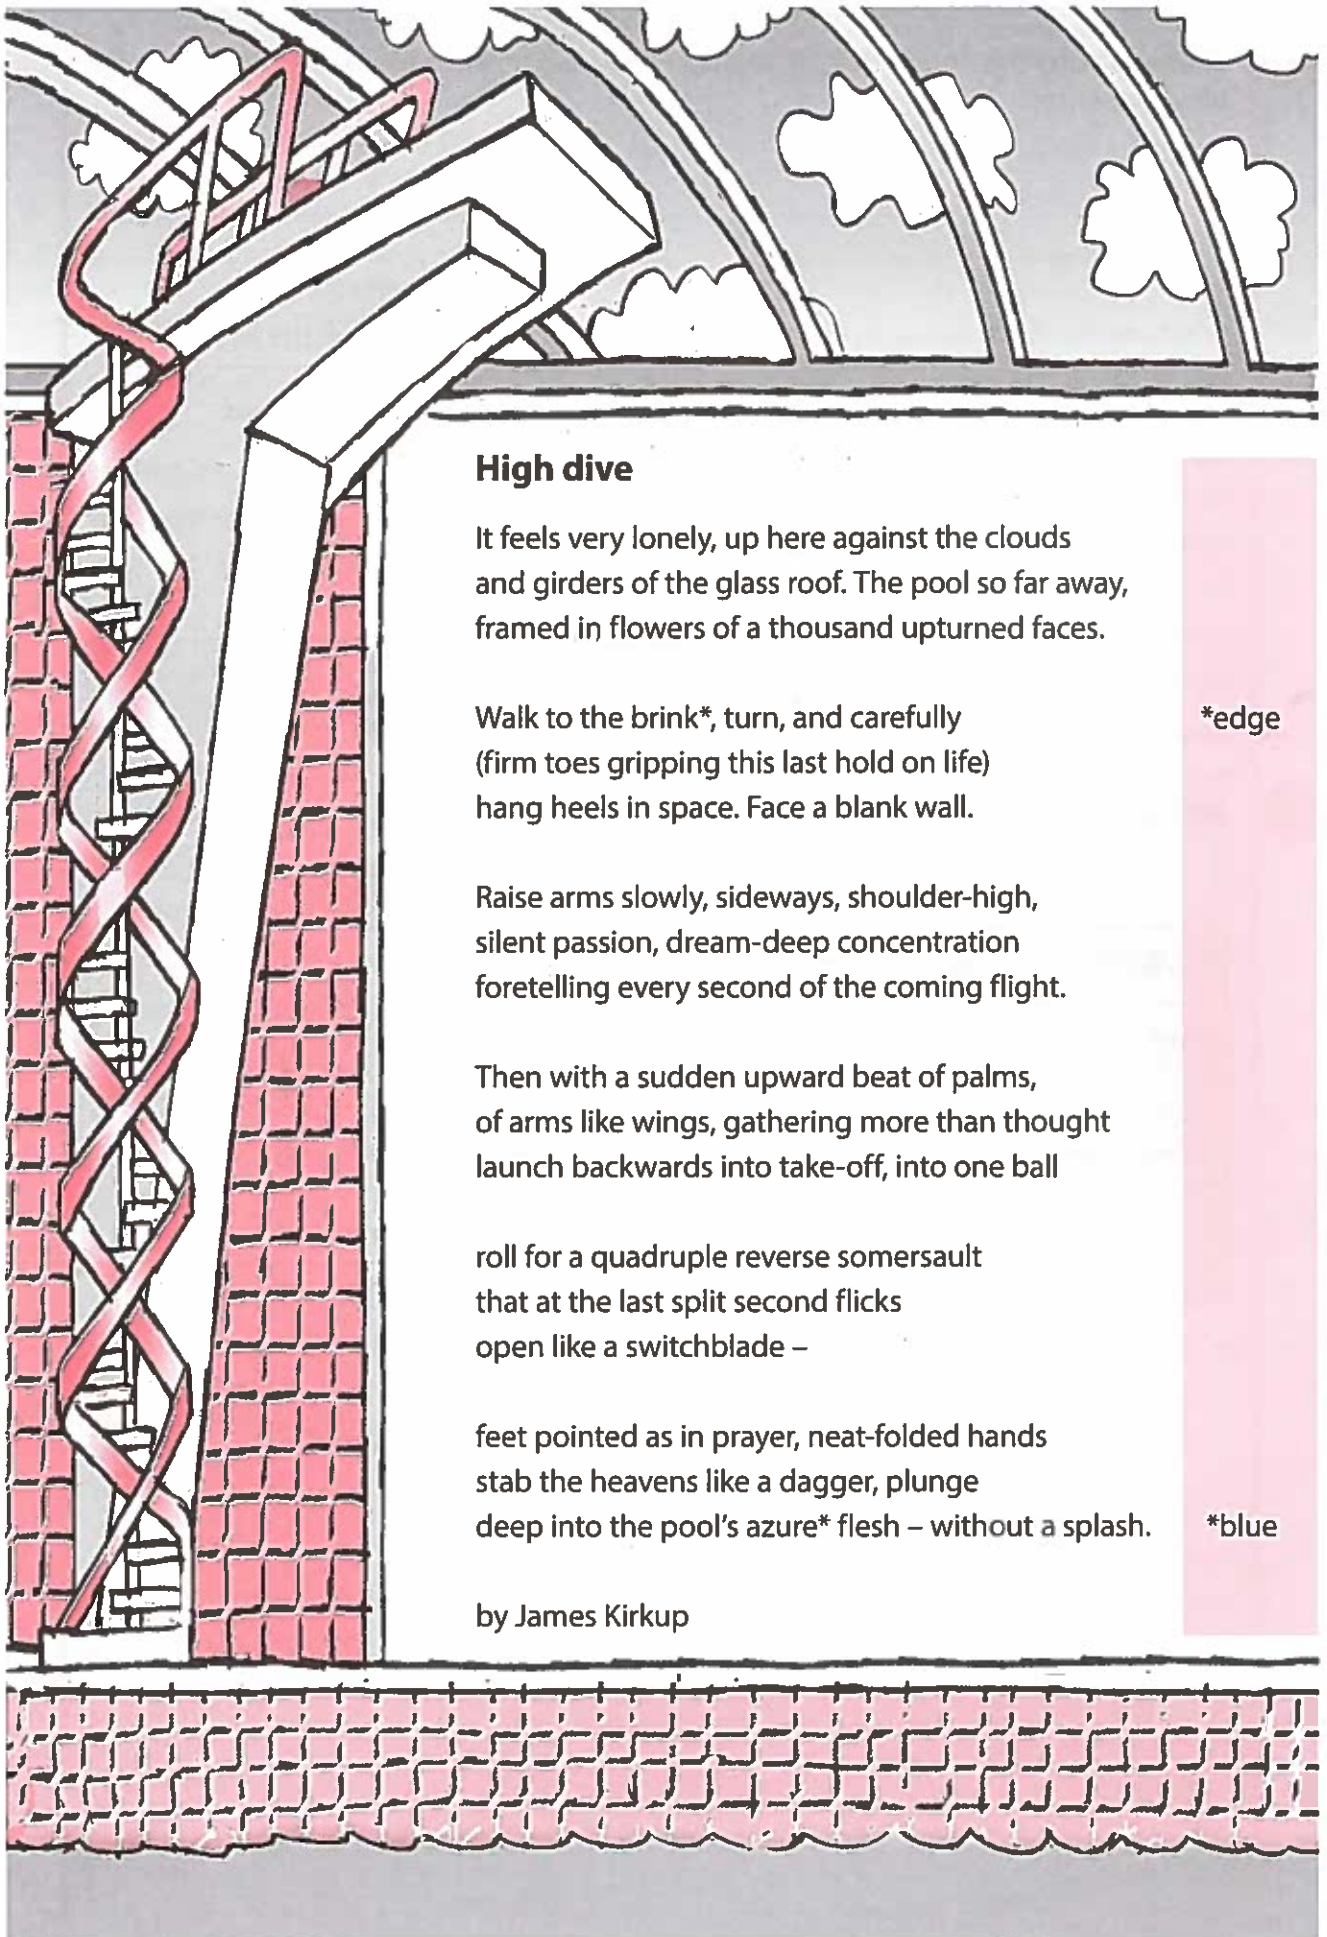 High dive
It feels very lonely, up here against the clouds
and girders of the glass roof. The pool so far away,
framed in flowers of a thousand upturned faces.
Walk to the brink*, turn, and carefully
*edge
(firm toes gripping this last hold on life)
hang heels in space. Face a blank wall.
Raise arms slowly, sideways, shoulder-high,
silent passion, dream-deep concentration
foretelling every second of the coming flight.
Then with a sudden upward beat of palms,
of arms like wings, gathering more than thought
launch backwards into take-off, into one ball
roll for a quadruple reverse somersault
that at the last split second flicks
open like a switchblade –
feet pointed as in prayer, neat-folded hands
stab the heavens like a dagger, plunge
deep into the pool's azure* flesh – without a splash.
*blue
by James Kirkup